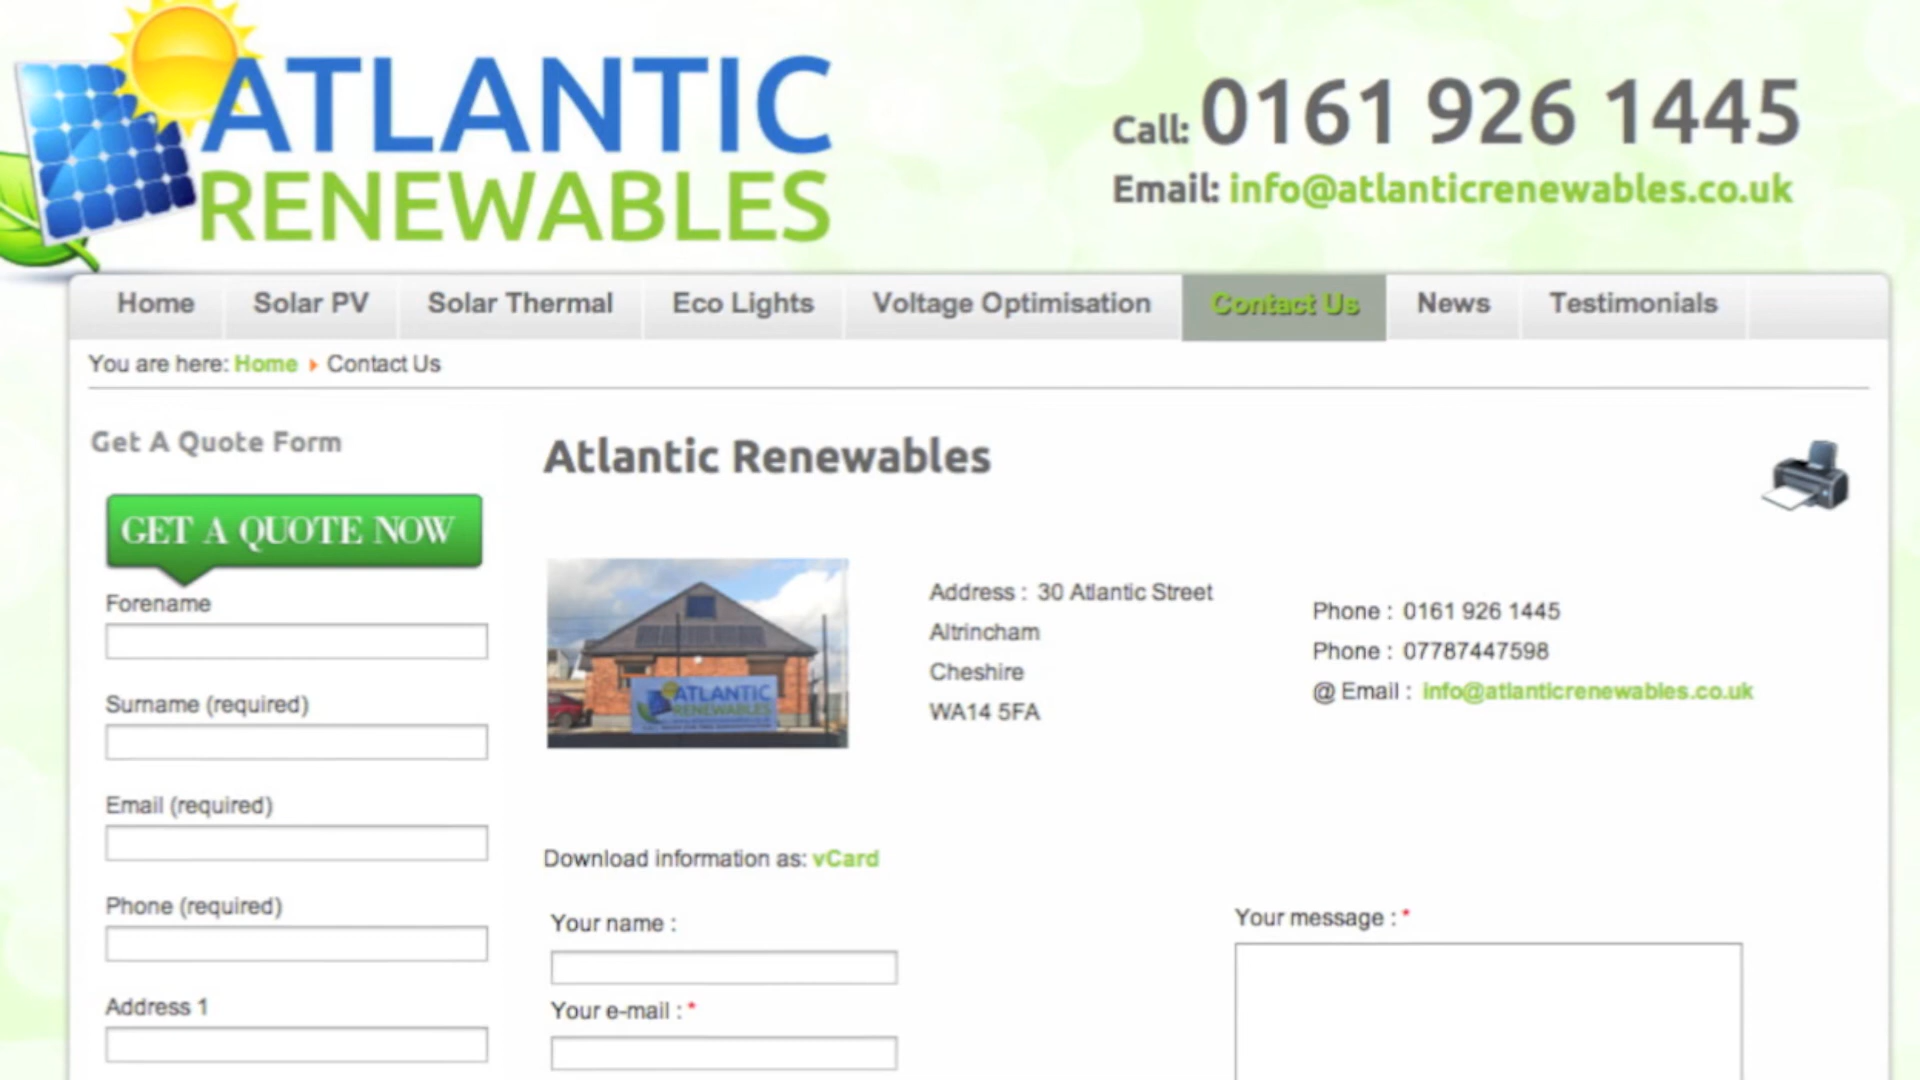 ATLANTIC
RENEWABLES
Call: 0161 926 1445
Email: info@atlanticrenewables.co.uk
Home Solar PV Solar Thermal Eco Lights Voltage Optimisation Contact Us News Testimonials
You are here: Home Contact Us
Get A Quote Form
GET A QUOTE NOW
Forename
Surname (required)
Email (required)
Phone (required)
Address 1
Atlantic Renewables
ATLANTIC
RENEWABLES
Address : 30 Atlantic Street
Altrincham
Cheshire
WA14 5FA
Phone : 0161 926 1445
Phone : 07787447598
@ Email : info@atlanticrenewables.co.uk
Download information as: vCard
Your name :
Your e-mail : *
Your message : *